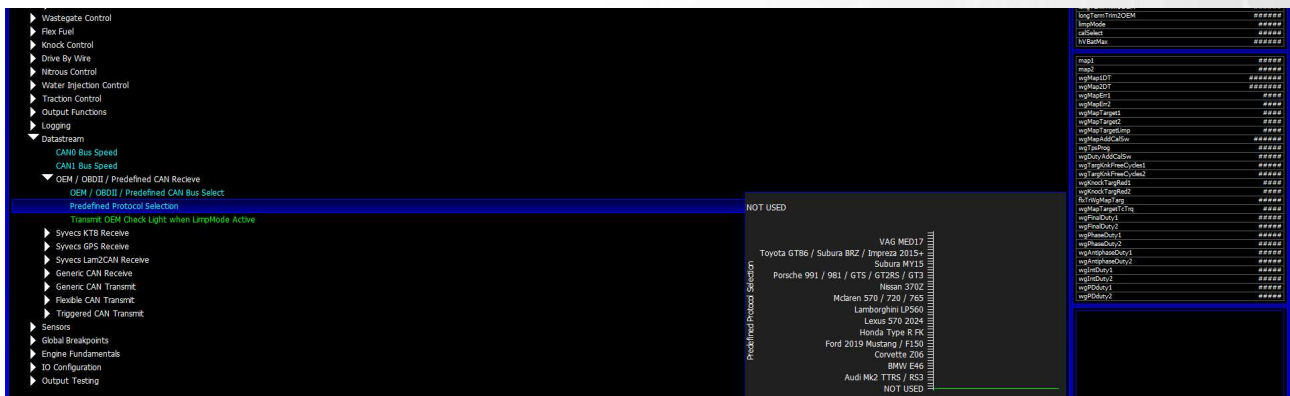 Wastegate Control
Flex Fuel
Knock Control
Drive By Wire
Nitrous Control
Water Injection Control
Traction Control
Output Functions
Logging
Datastream
CAN0 Bus Speed
CAN1 Bus Speed
OEM / OBDII / Predefined CAN Recieve
OEM / OBDII / Predefined CAN Bus Select
Predefined Protocol Selection
Transmit OEM Check Light when LimpMode Active
Syvecs KT8 Receive
Syvecs GPS Receive
Syvecs Lam2CAN Receive
Generic CAN Receive
Generic CAN Transmit
Flexible CAN Transmit
Triggered CAN Transmit
Sensors
Global Breakpoints
Engine Fundamentals
IO Configuration
Output Testing
NOT USED
Predefined Protocol Selection
VAG MED17
Toyota GT86 / Subura BRZ / Impreza 2015+
Subura MY15
Porsche 991 / 981 / GTS / GT2RS / GT3
Nissan 370Z
Mclaren 570 / 720 / 765
Lamborghini LP560
Lexus 570 2024
Honda Type R FK
Ford 2019 Mustang / F150
Corvette Z06
BMW E46
Audi Mk2 TTRS / RS3
NOT USED
longTermTrim2OEM ######
limpMode #####
calSelect #####
hVBatMax ######
map1 #####
map2 #####
wgMap1DT #######
wgMap2DT #######
wgMapErr1 ####
wgMapErr2 ####
wgMapTarget1 #####
wgMapTarget2 #####
wgMapTargetLimp #####
wgMapAddCalSw ######
wgTpsProg #####
wgDutyAddCalSw ######
wgTargKnkFreeCycles1 ####
wgTargKnkFreeCycles2 ####
wgKnockTargRed1 ####
wgKnockTargRed2 ####
flxTrWgMapTarg ####
wgMapTargetTcTrq ####
wgFinalDuty1 #####
wgFinalDuty2 #####
wgPhaseDuty1 #####
wgPhaseDuty2 #####
wgAntiphaseDuty1 #####
wgAntiphaseDuty2 #####
wgIntDuty1 #####
wgIntDuty2 #####
wgPDduty1 #####
wgPDduty2 #####